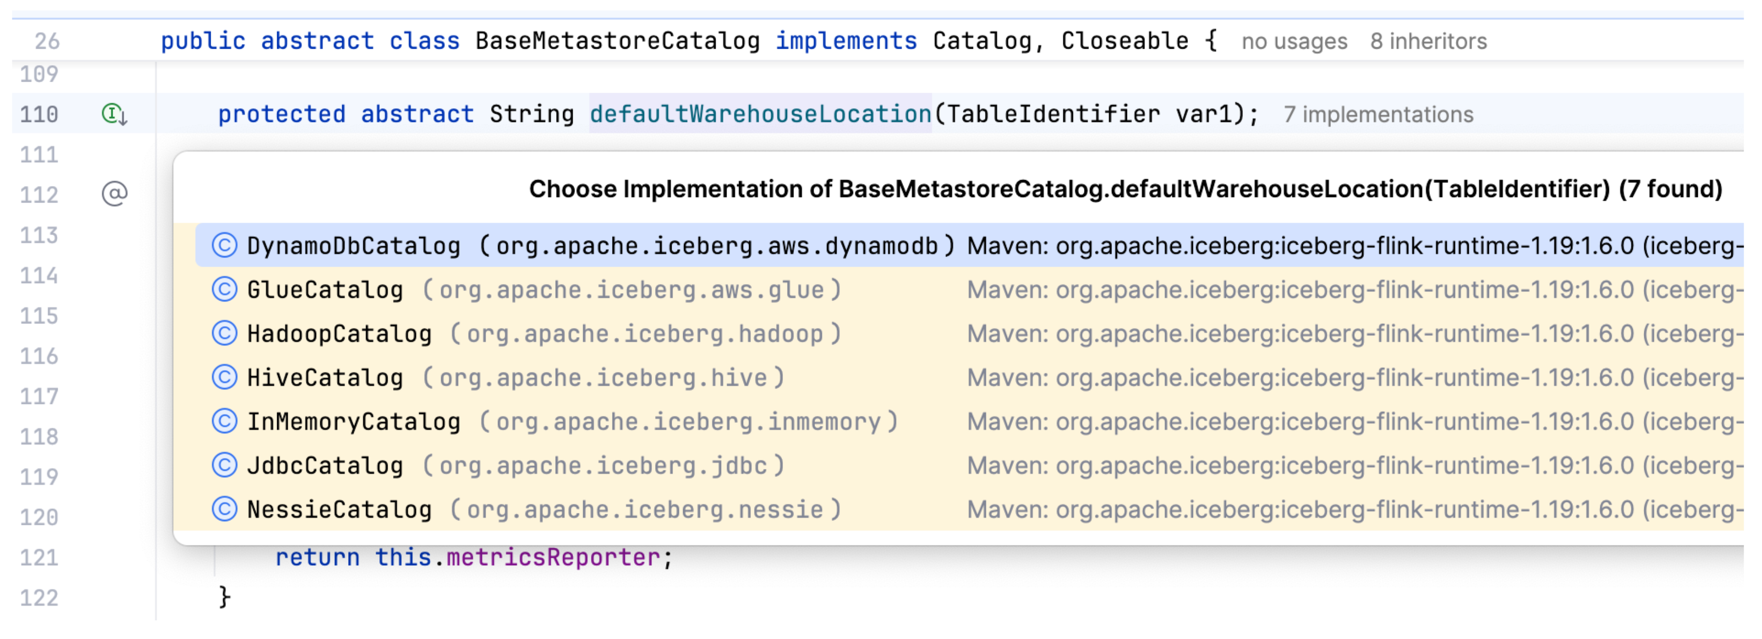 26 public abstract class BaseMetastoreCatalog implements Catalog, Closeable { no usages 8 inheritors
109
110 protected abstract String defaultWarehouseLocation(TableIdentifier var1); 7 implementations
111
Choose Implementation of BaseMetastoreCatalog.defaultWarehouseLocation(TableIdentifier) (7 found)
112 @
113 © DynamoDbCatalog (org.apache.iceberg.aws.dynamodb) Maven: org.apache.iceberg:iceberg-flink-runtime-1.19:1.6.0 (iceberg-
114 © GlueCatalog (org.apache.iceberg.aws.glue) Maven: org.apache.iceberg:iceberg-flink-runtime-1.19:1.6.0 (iceberg-
115 © HadoopCatalog (org.apache.iceberg.hadoop) Maven: org.apache.iceberg:iceberg-flink-runtime-1.19:1.6.0 (iceberg-
116
117 © HiveCatalog (org.apache.iceberg.hive) Maven: org.apache.iceberg:iceberg-flink-runtime-1.19:1.6.0 (iceberg-
118 © InMemoryCatalog (org.apache.iceberg.inmemory) Maven: org.apache.iceberg:iceberg-flink-runtime-1.19:1.6.0 (iceberg-
119 © JdbcCatalog (org.apache.iceberg.jdbc) Maven: org.apache.iceberg:iceberg-flink-runtime-1.19:1.6.0 (iceberg-
120 © NessieCatalog (org.apache.iceberg.nessie) Maven: org.apache.iceberg:iceberg-flink-runtime-1.19:1.6.0 (iceberg-
121 return this.metricsReporter;
122 }